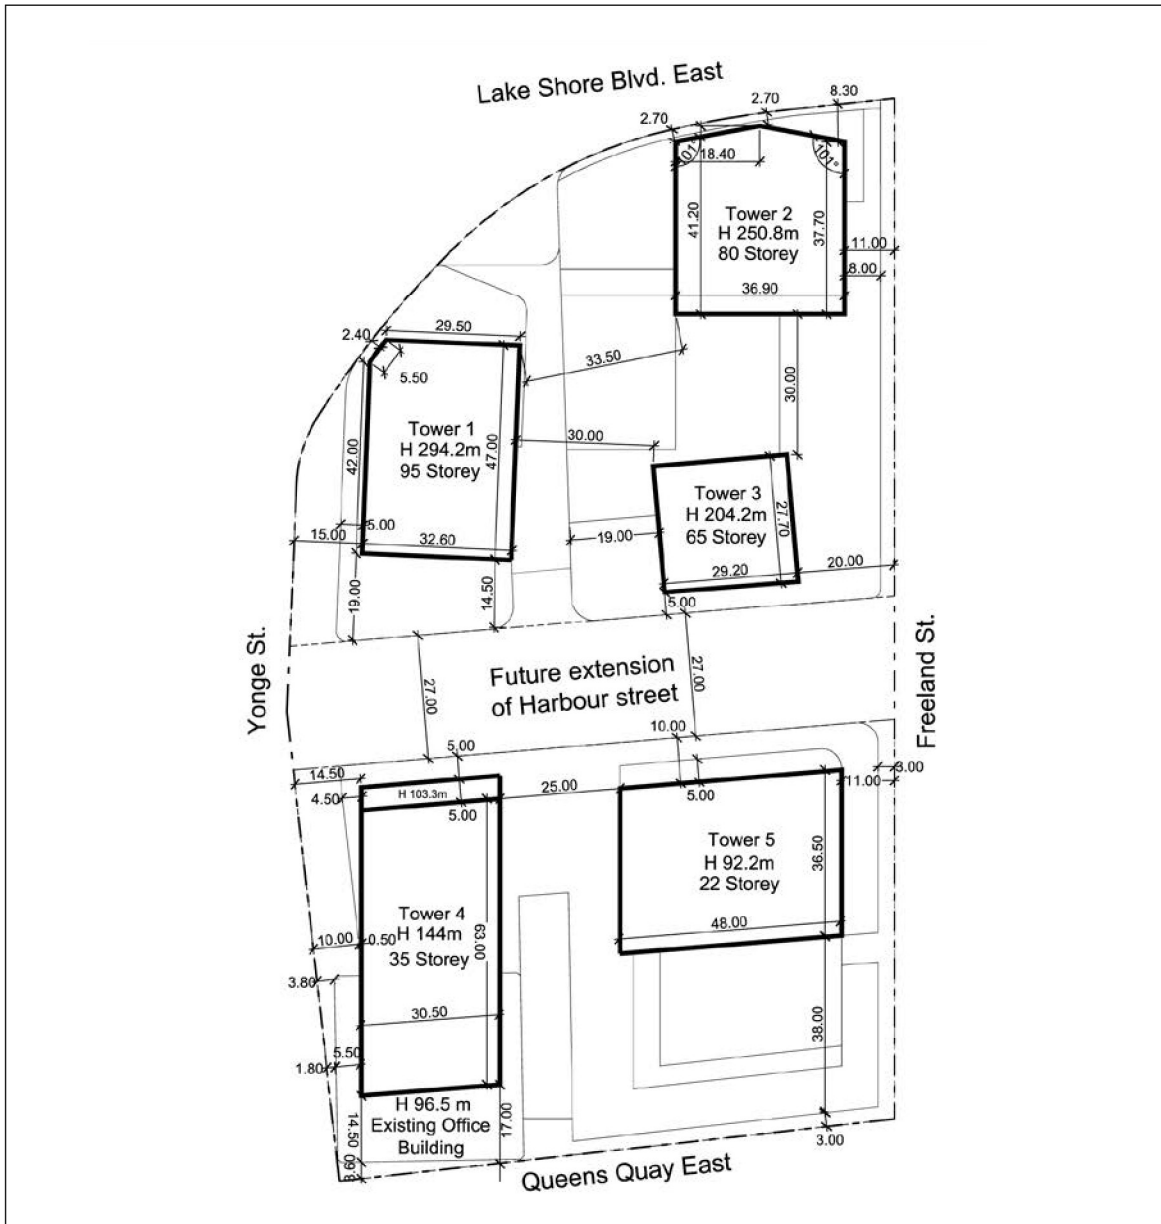 Lake Shore Blvd. East
2.70
2.70
8.30
101°
18.40
101°
41.20
Tower 2
H 250.8m
80 Storey
37.70
11.00
8.00
36.90
2.40
29.50
5.50
33.50
30.00
Tower 1
H 294.2m
95 Storey
42.00
47.00
30.00
Tower 3
H 204.2m
65 Storey
27.70
5.00
15.00
32.60
19.00
29.20
20.00
16.00
14.50
5.00
Yonge St.
Freeland St.
Future extension
of Harbour street
27.00
27.00
5.00
10.00
14.50
4.50
H 103.3m
5.00
25.00
5.00
3.00
11.00
Tower 5
H 92.2m
22 Storey
36.50
48.00
Tower 4
H 144m
35 Storey
63.00
10.00
0.50
3.80
30.50
38.00
5.50
1.80
H 96.5 m
Existing Office
Building
14.50
17.00
3.00
8.60
Queens Quay East